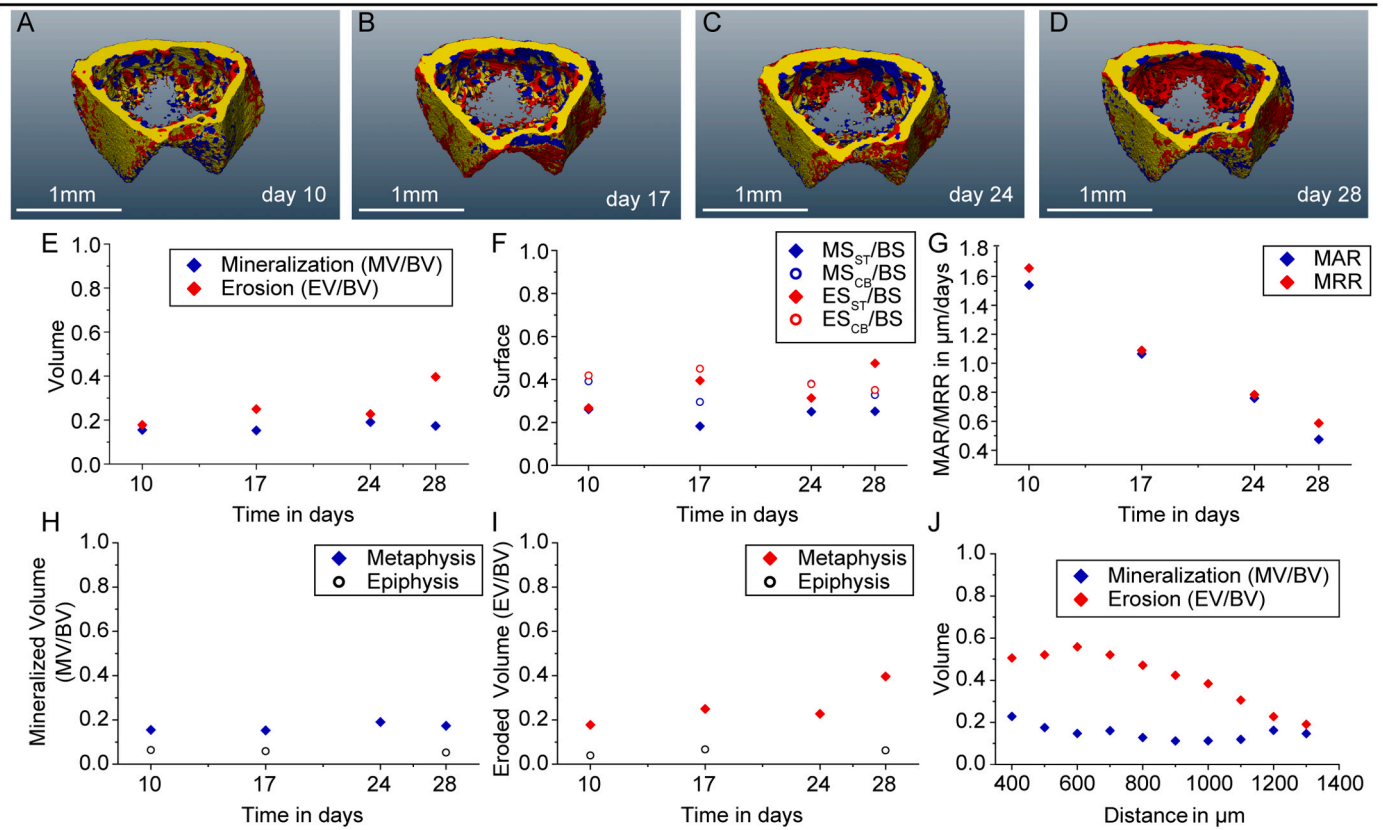 A
1mm
day 10
B
1mm
day 17
C
1mm
day 24
D
1mm
day 28
E
1.0
0.8
0.6
0.4
0.2
0.0
Volume
Mineralization (MV/BV)
Erosion (EV/BV)
10 17 24 28
Time in days
F
1.0
0.8
0.6
0.4
0.2
0.0
Surface
MS_ST/BS
MS_CB/BS
ES_ST/BS
ES_CB/BS
10 17 24 28
Time in days
G
1.8
1.6
1.4
1.2
1.0
0.8
0.6
0.4
MAR/MRR in µm/days
MAR
MRR
10 17 24 28
Time in days
H
1.0
0.8
0.6
0.4
0.2
0.0
Mineralized Volume
(MV/BV)
Metaphysis
Epiphysis
10 17 24 28
Time in days
I
1.0
0.8
0.6
0.4
0.2
0.0
Eroded Volume (EV/BV)
Metaphysis
Epiphysis
10 17 24 28
Time in days
J
1.0
0.8
0.6
0.4
0.2
0.0
Volume
Mineralization (MV/BV)
Erosion (EV/BV)
400 600 800 1000 1200 1400
Distance in µm